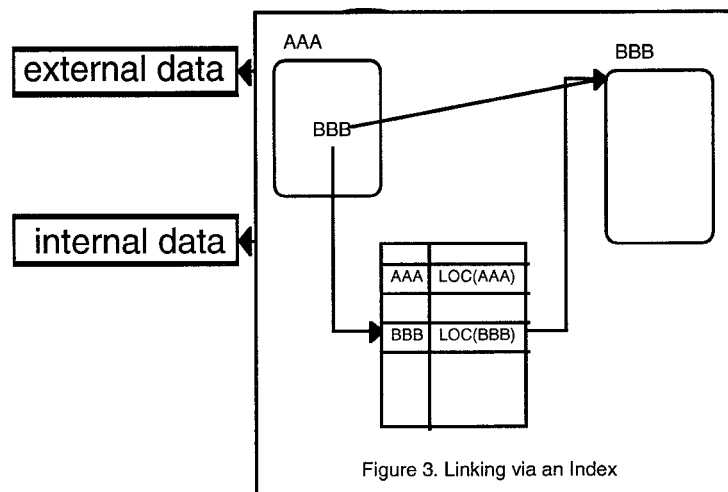 AAA
BBB
external data
BBB
internal data
AAA LOC(AAA)
BBB LOC(BBB)
Figure 3. Linking via an Index